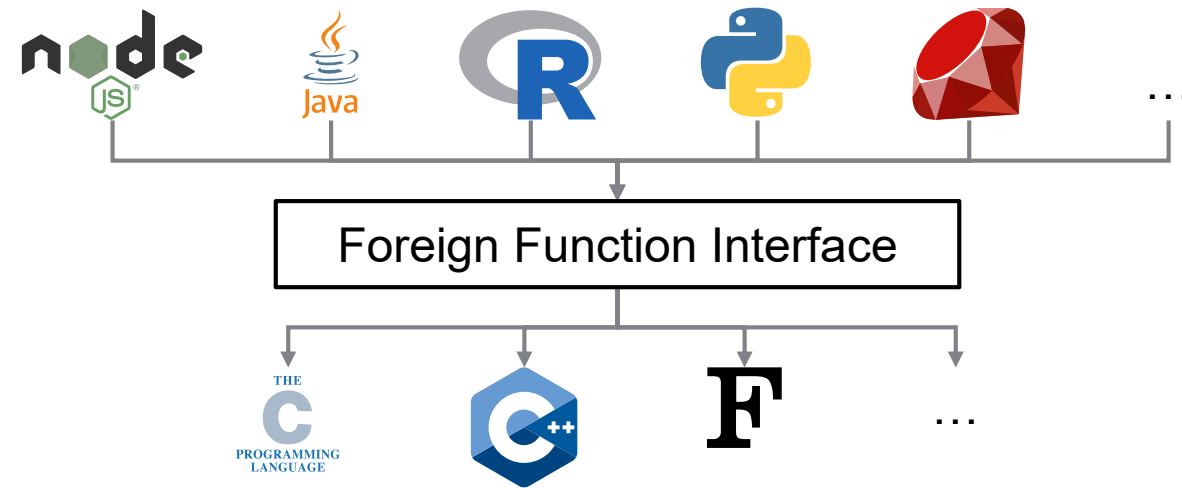 node
JS®
Java
R
...
Foreign Function Interface
THE
C
PROGRAMMING
LANGUAGE
C++
F
...